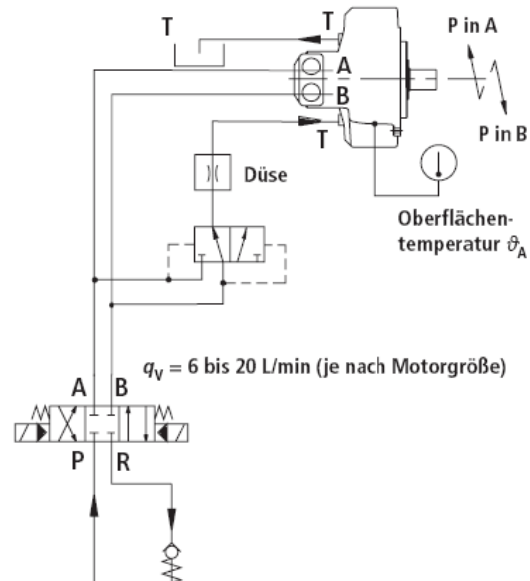 T
T
A
B
P in A
P in B
T
Düse
Oberflächen-
temperatur ϑA
qV = 6 bis 20 L/min (je nach Motorgröße)
A B
P R